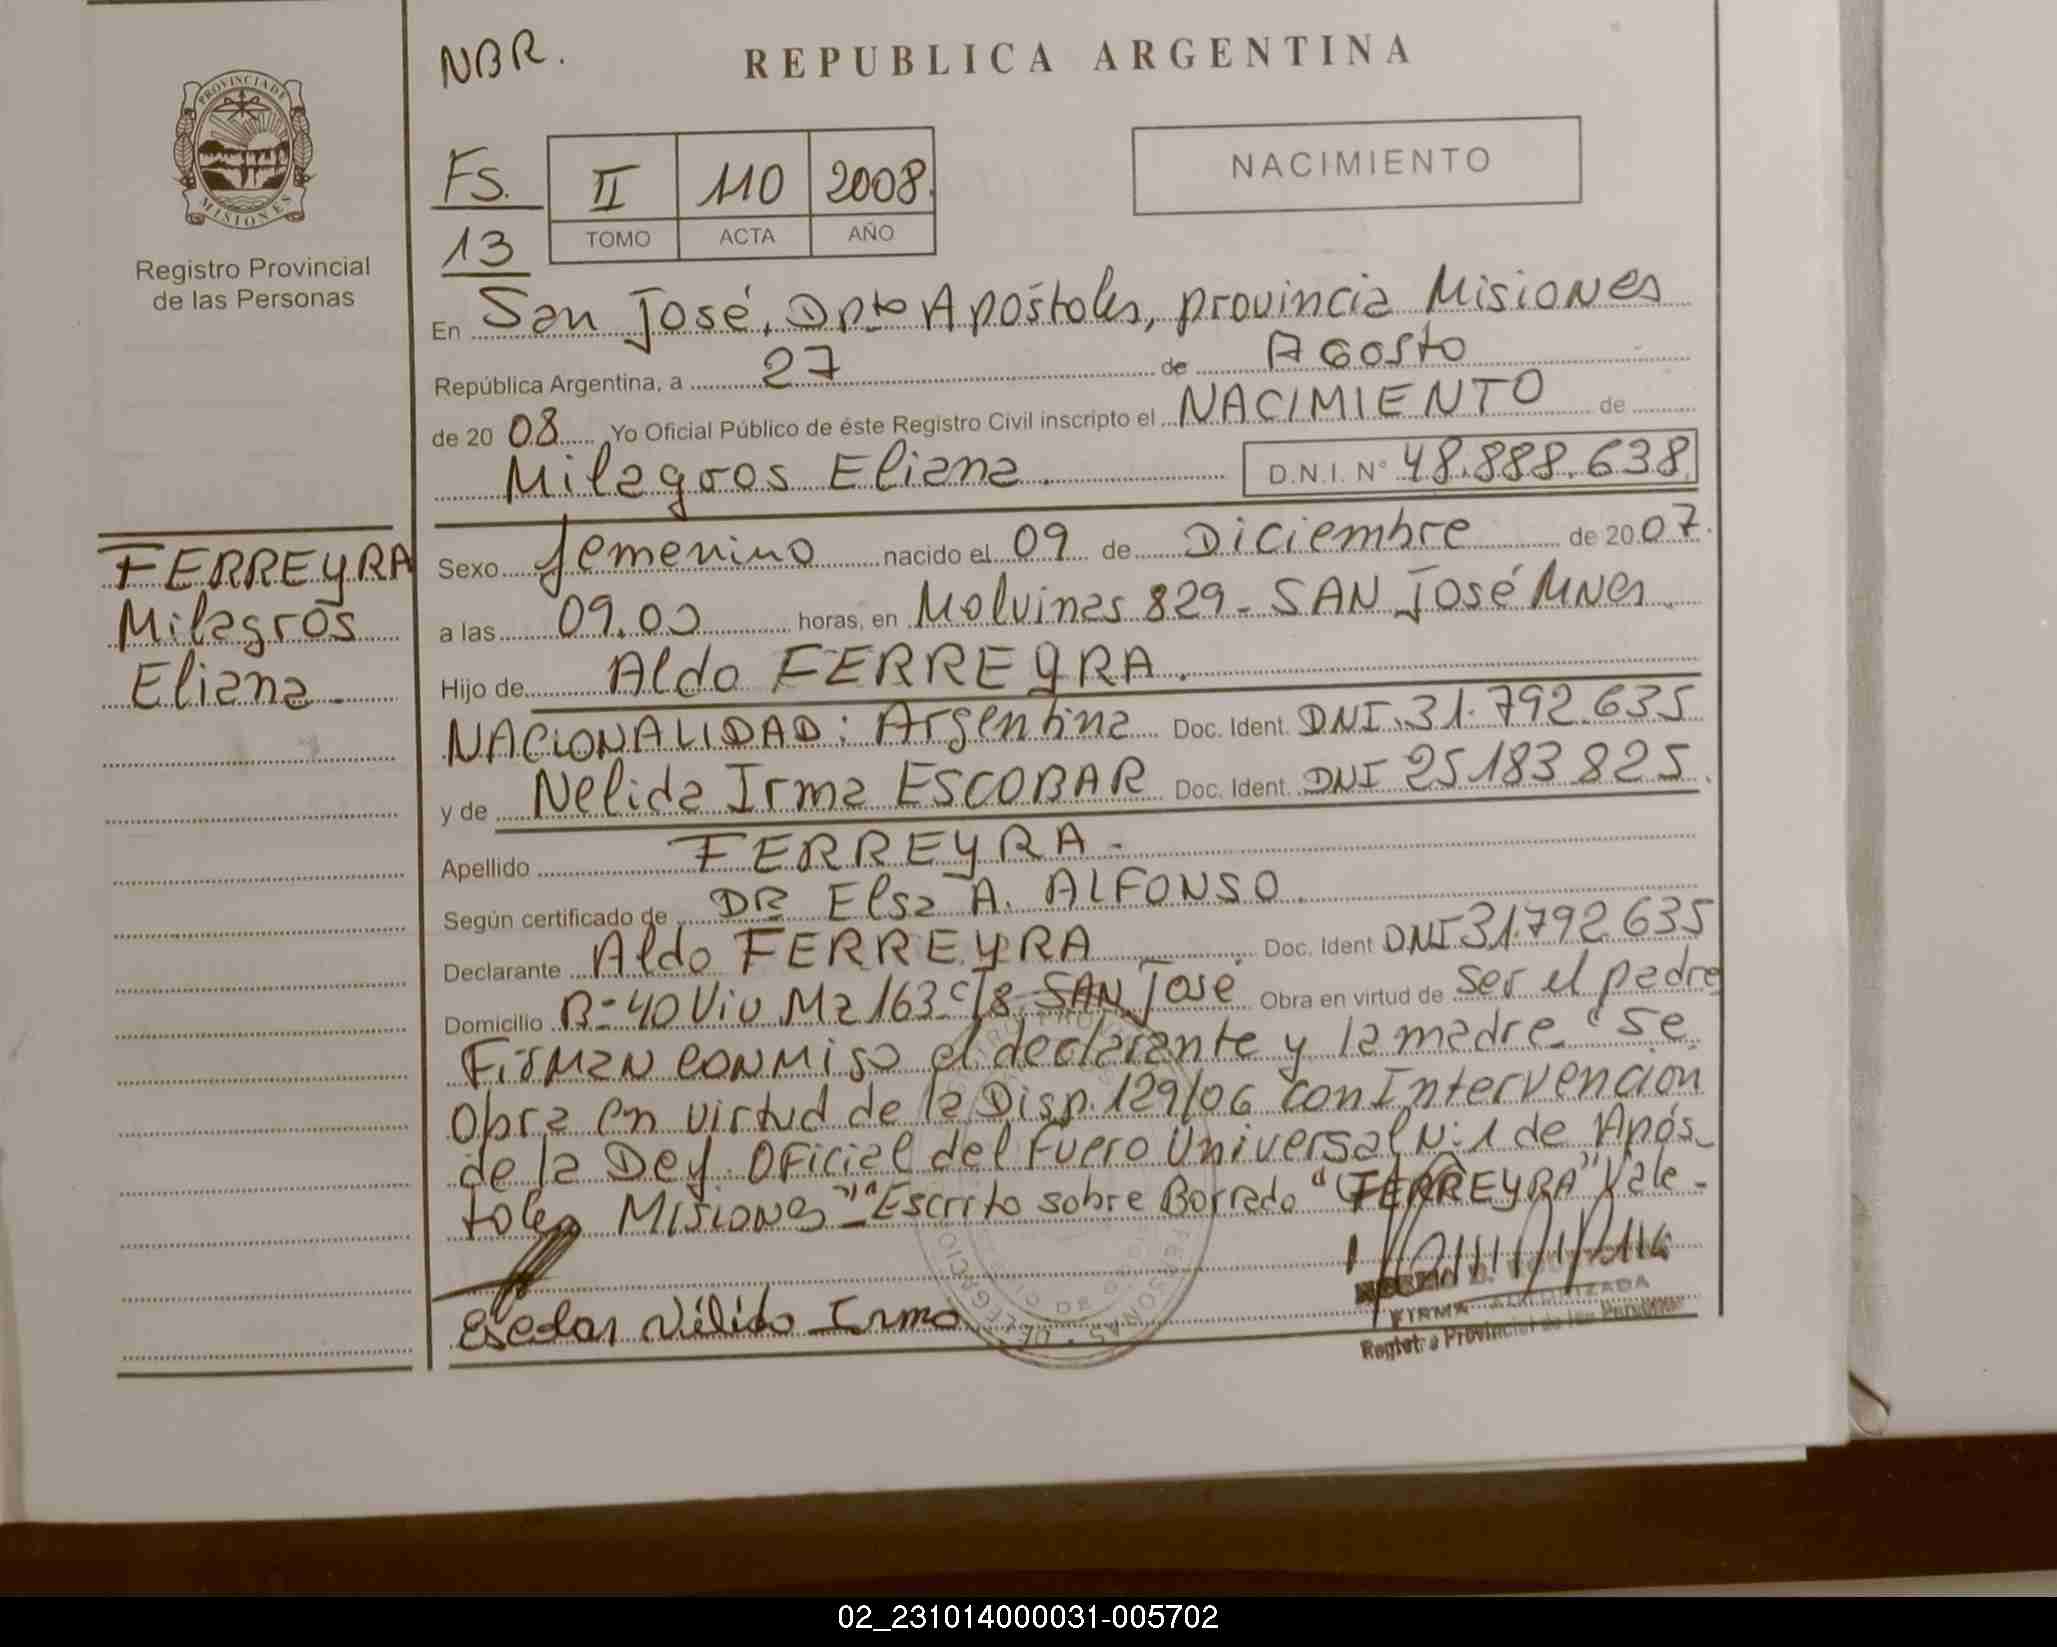 NBR.
REPUBLICA ARGENTINA
PROVINCIA DE
MISIONES
Registro Provincial
de las Personas
Fs.
13
II 110 2008.
TOMO ACTA AÑO
NACIMIENTO
En San José, Dpto Apóstoles, provincia Misiones
República Argentina, a 27 de Agosto
de 20 08 Yo Oficial Público de éste Registro Civil inscripto el NACIMIENTO de
Milagros Eliana. D.N.I. N° 48.888.638
FERREYRA
Milagros
Eliana.
Sexo femenino nacido el 09 de Diciembre de 20 07.
a las 09.00 horas, en Malvinas 829 - SAN José Mnes.
Hijo de Aldo FERREYRA.
NACIONALIDAD: Argentina Doc. Ident. DNI.31.792.635
y de Nelida Irma ESCOBAR Doc. Ident. DNI 25183825.
Apellido FERREYRA.
Según certificado de DR Elsa A. ALFONSO.
Declarante Aldo FERREYRA Doc. Ident DNI 31.792.635
Domicilio B-40 Viv Mz 163 c/8 SAN José Obra en virtud de ser el padre
Firman conmigo el declarante y la madre. "Se
Obra en virtud de la Disp. 129/06 con Intervención
de la Def. Oficial del Fuero Universal N:1 de Após-
toles Misiones" - "Escrito sobre Borrado "FERREYRA" Vale -
Escobar Nélida Irma
FIRMA AUTORIZADA
Registro Provincial de las Personas
02_231014000031-005702